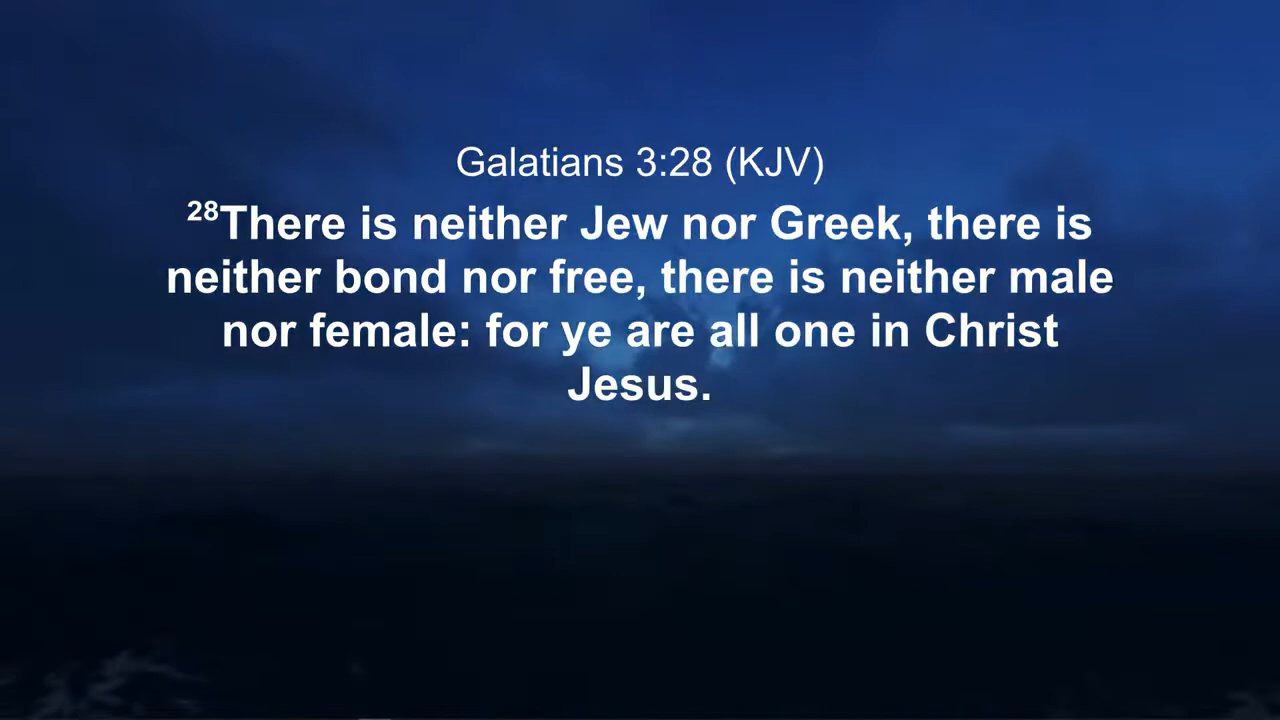 Galatians 3:28 (KJV)
28There is neither Jew nor Greek, there is
neither bond nor free, there is neither male
nor female: for ye are all one in Christ
Jesus.